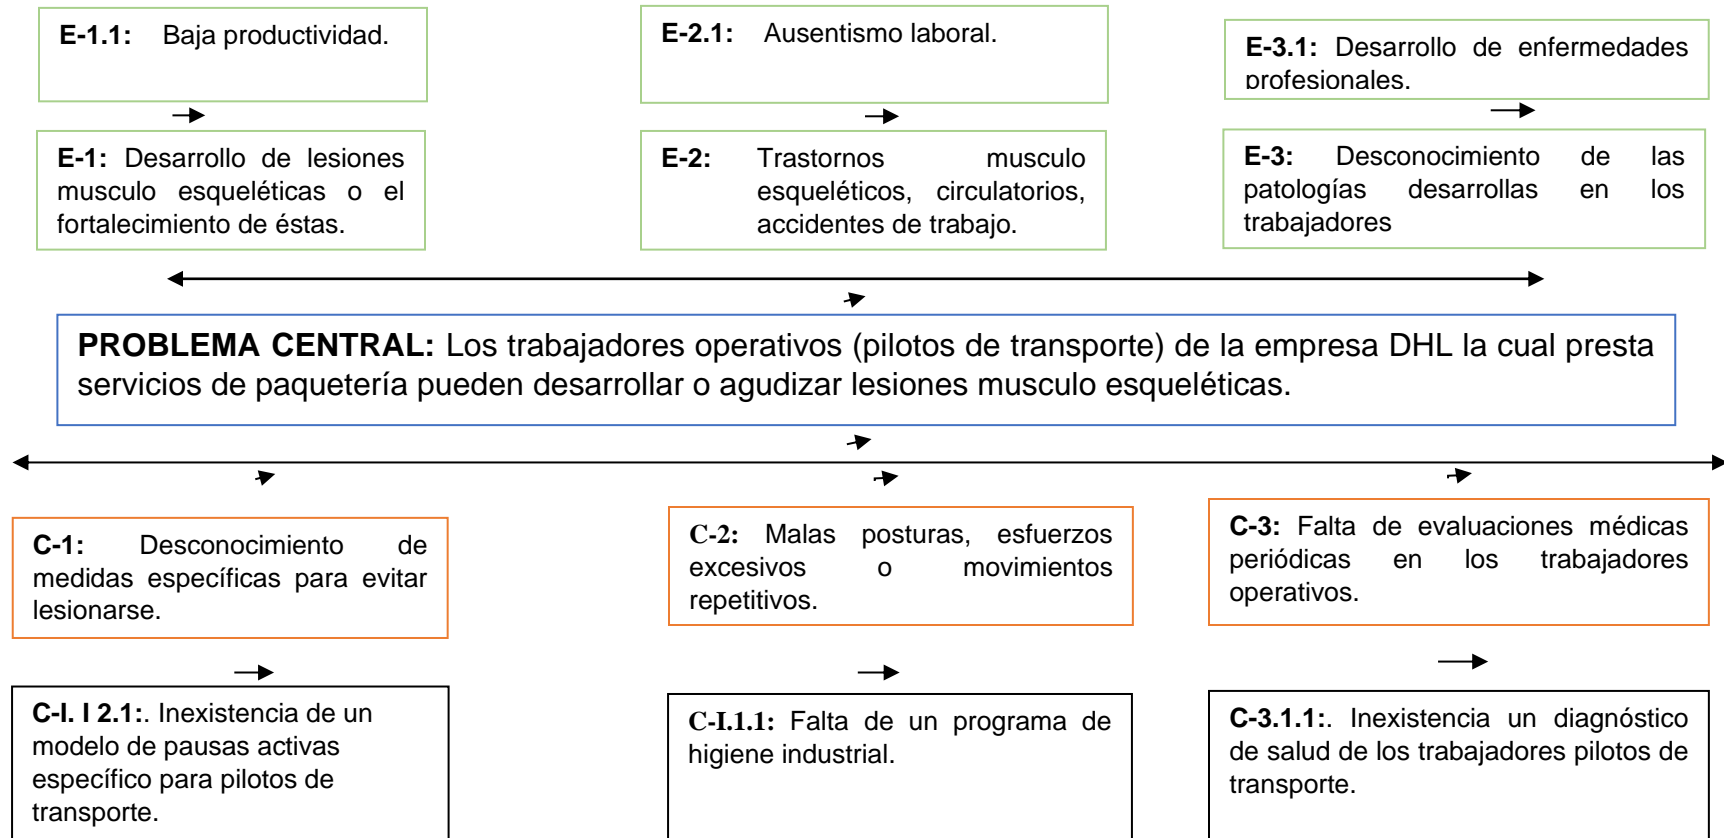 E-1.1: Baja productividad.
E-2.1: Ausentismo laboral.
E-3.1: Desarrollo de enfermedades
profesionales.
E-1: Desarrollo de lesiones
musculo esqueléticas o el
fortalecimiento de éstas.
E-2: Trastornos musculo
esqueléticos, circulatorios,
accidentes de trabajo.
E-3: Desconocimiento de las
patologías desarrollas en los
trabajadores
PROBLEMA CENTRAL: Los trabajadores operativos (pilotos de transporte) de la empresa DHL la cual presta
servicios de paquetería pueden desarrollar o agudizar lesiones musculo esqueléticas.
C-1: Desconocimiento de
medidas específicas para evitar
lesionarse.
C-2: Malas posturas, esfuerzos
excesivos o movimientos
repetitivos.
C-3: Falta de evaluaciones médicas
periódicas en los trabajadores
operativos.
C-I. I 2.1:. Inexistencia de un
modelo de pausas activas
específico para pilotos de
transporte.
C-I.1.1: Falta de un programa de
higiene industrial.
C-3.1.1:. Inexistencia un diagnóstico
de salud de los trabajadores pilotos de
transporte.